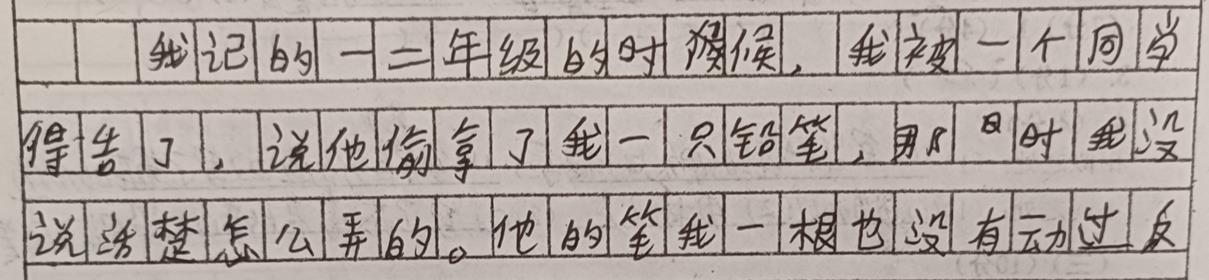 我记的一二年级的时候候，我被一个同学
得告了，说他偷拿了我一只铅笔，那日时我没
说清楚怎么弄的。他的笔我一根也没有动过反